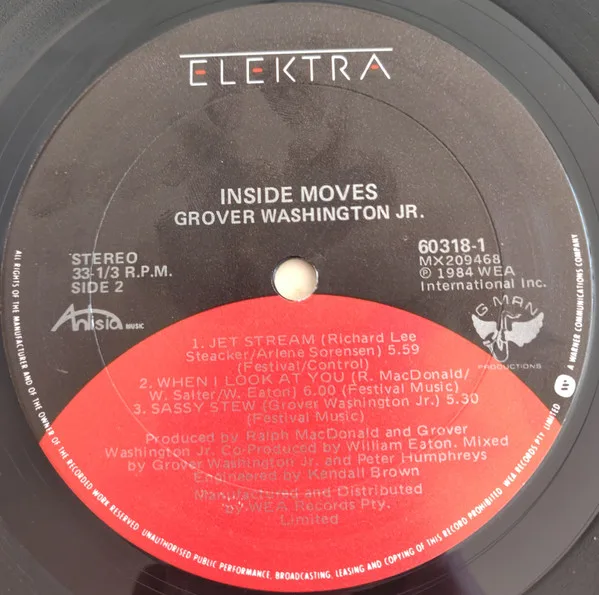 ELEKTRA
INSIDE MOVES
GROVER WASHINGTON JR.
STEREO
33-1/3 R.P.M.
SIDE 2
60318-1
MX209468
℗ 1984 WEA
International Inc.
Antisia MUSIC
G-MAN
PRODUCTIONS
1. JET STREAM (Richard Lee
Steacker/Arlene Sorensen) 5.59
(Festival/Control)
2. WHEN I LOOK AT YOU (R. MacDonald/
W. Salter/W. Eaton) 6.00 (Festival Music)
3. SASSY STEW (Grover Washington Jr.) 5.30
(Festival Music)
Produced by Ralph MacDonald and Grover
Washington Jr. Co-Produced by William Eaton. Mixed
by Grover Washington Jr. and Peter Humphreys
Engineered by Kendall Brown
Manufactured and Distributed
by WEA Records Pty.
Limited
ALL RIGHTS OF THE MANUFACTURER AND OF THE OWNER OF THE RECORDED WORK RESERVED. UNAUTHORISED PUBLIC PERFORMANCE, BROADCASTING, LEASING AND COPYING OF THIS RECORD PROHIBITED. WEA RECORDS PTY. LIMITED A WARNER COMMUNICATIONS COMPANY